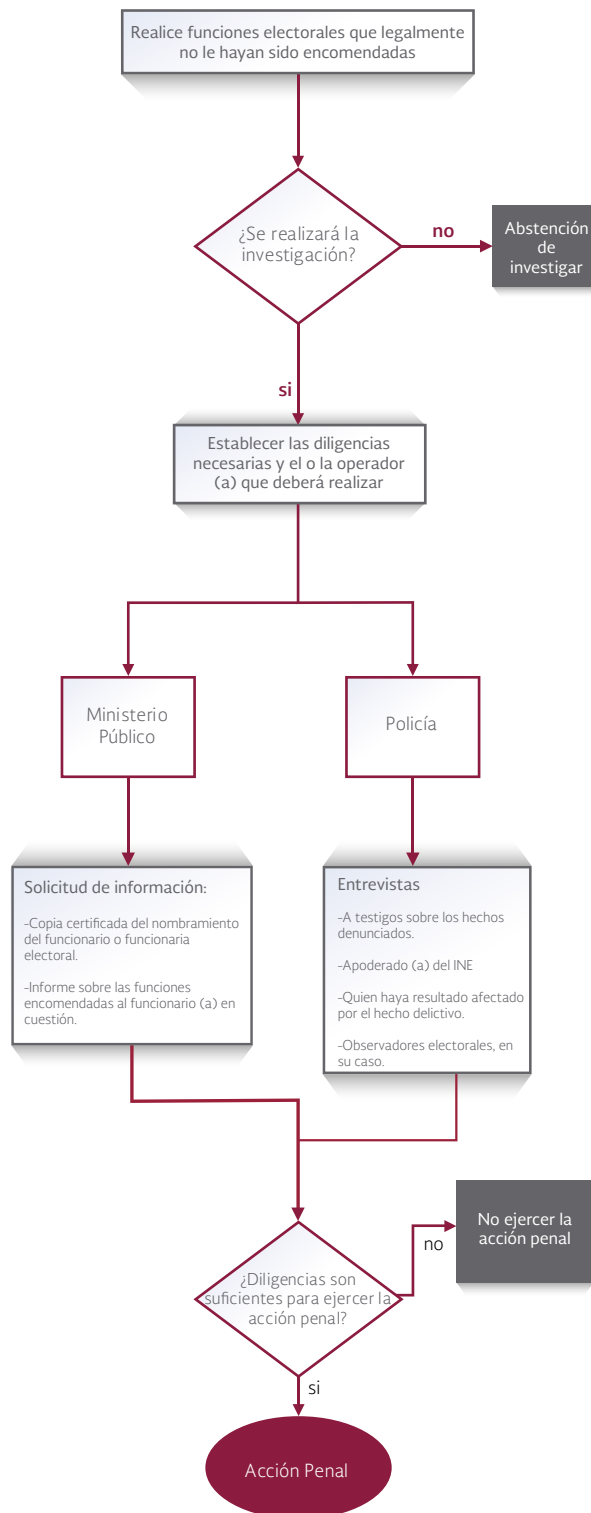 Realice funciones electorales que legalmente
no le hayan sido encomendadas
¿Se realizará la
investigación?
no
Abstención
de
investigar
si
Establecer las diligencias
necesarias y el o la operador
(a) que deberá realizar
Ministerio
Público
Policía
Solicitud de información:
-Copia certificada del nombramiento
del funcionario o funcionaria
electoral.
-Informe sobre las funciones
encomendadas al funcionario (a) en
cuestión.
Entrevistas
-A testigos sobre los hechos
denunciados.
-Apoderado (a) del INE
-Quien haya resultado afectado
por el hecho delictivo.
-Observadores electorales, en
su caso.
¿Diligencias son
suficientes para ejercer la
acción penal?
no
No ejercer la
acción penal
si
Acción Penal